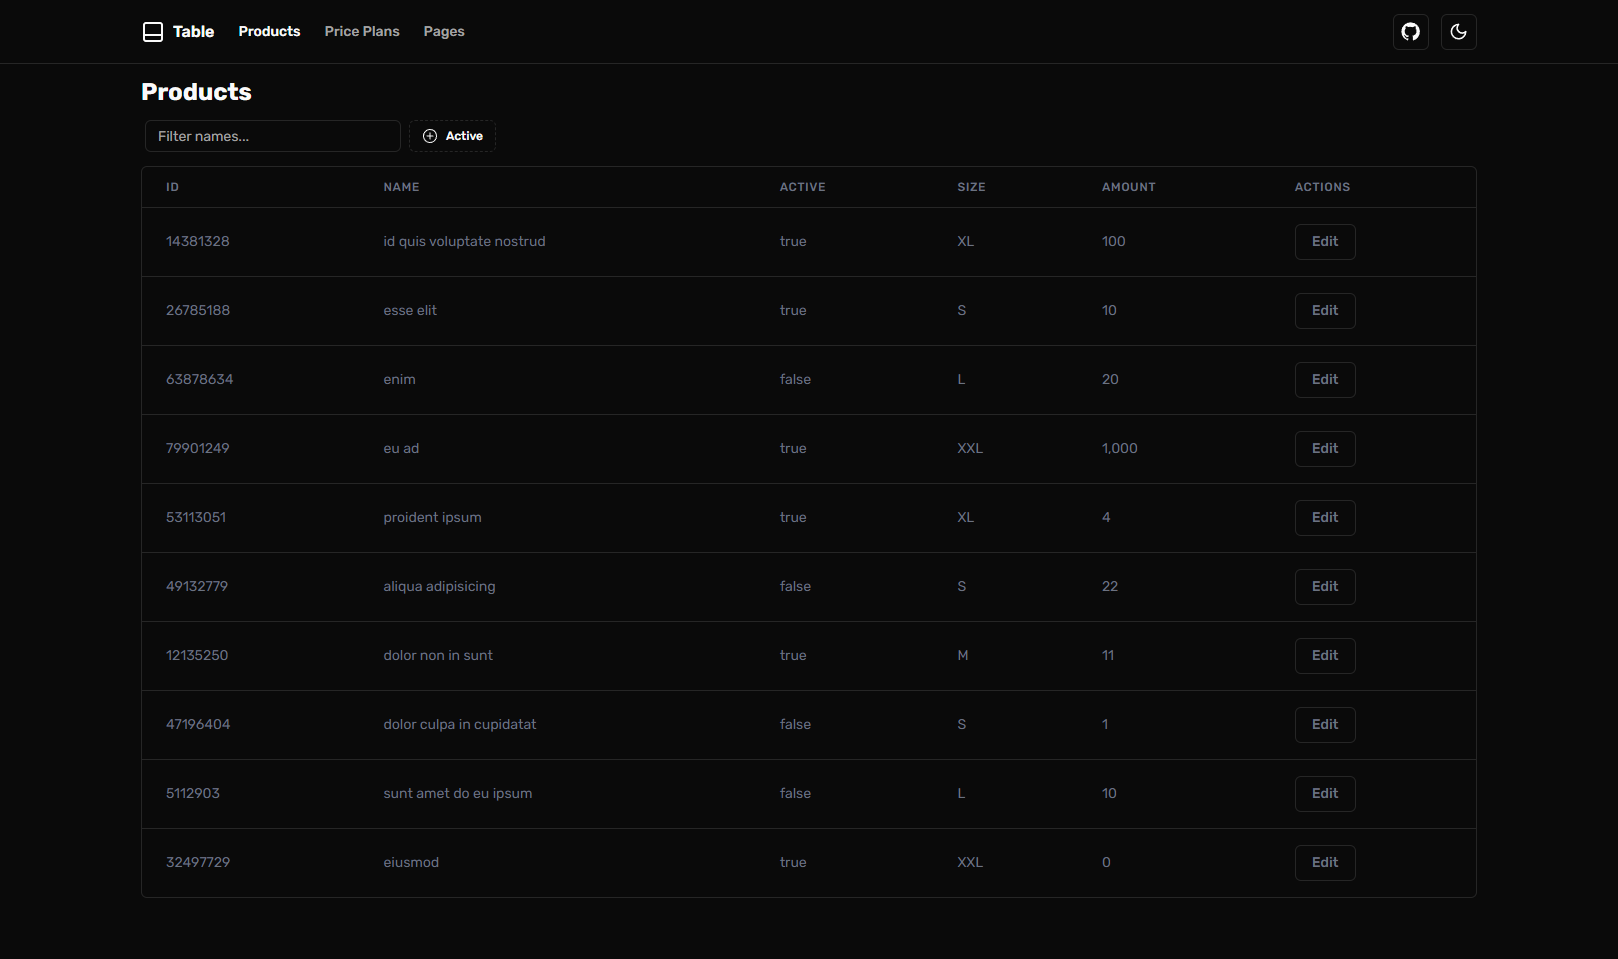 Table Products Price Plans Pages
Products
Filter names... Active
ID NAME ACTIVE SIZE AMOUNT ACTIONS
14381328 id quis voluptate nostrud true XL 100 Edit
26785188 esse elit true S 10 Edit
63878634 enim false L 20 Edit
79901249 eu ad true XXL 1,000 Edit
53113051 proident ipsum true XL 4 Edit
49132779 aliqua adipisicing false S 22 Edit
12135250 dolor non in sunt true M 11 Edit
47196404 dolor culpa in cupidatat false S 1 Edit
5112903 sunt amet do eu ipsum false L 10 Edit
32497729 eiusmod true XXL 0 Edit